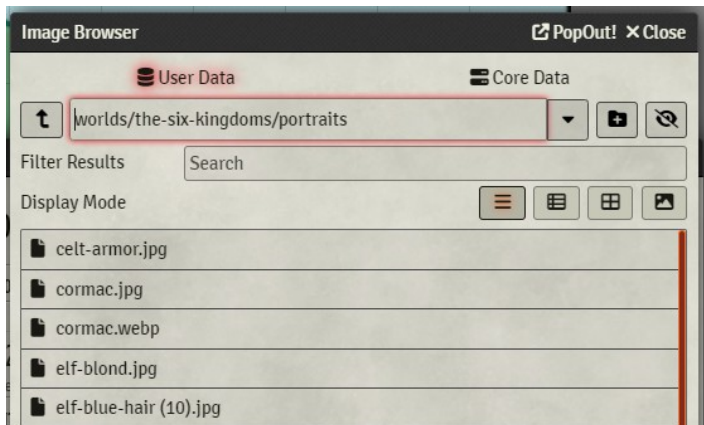 Image Browser PopOut! Close
User Data Core Data
worlds/the-six-kingdoms/portraits
Filter Results Search
Display Mode
celt-armor.jpg
cormac.jpg
cormac.webp
elf-blond.jpg
elf-blue-hair (10).jpg